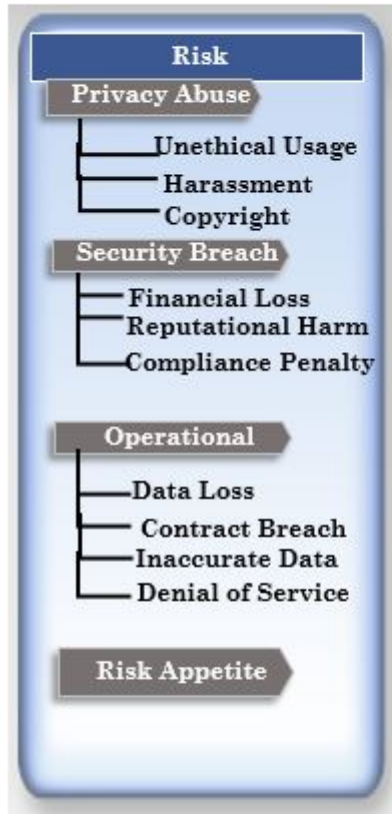 Risk
Privacy Abuse
Unethical Usage
Harassment
Copyright
Security Breach
Financial Loss
Reputational Harm
Compliance Penalty
Operational
Data Loss
Contract Breach
Inaccurate Data
Denial of Service
Risk Appetite